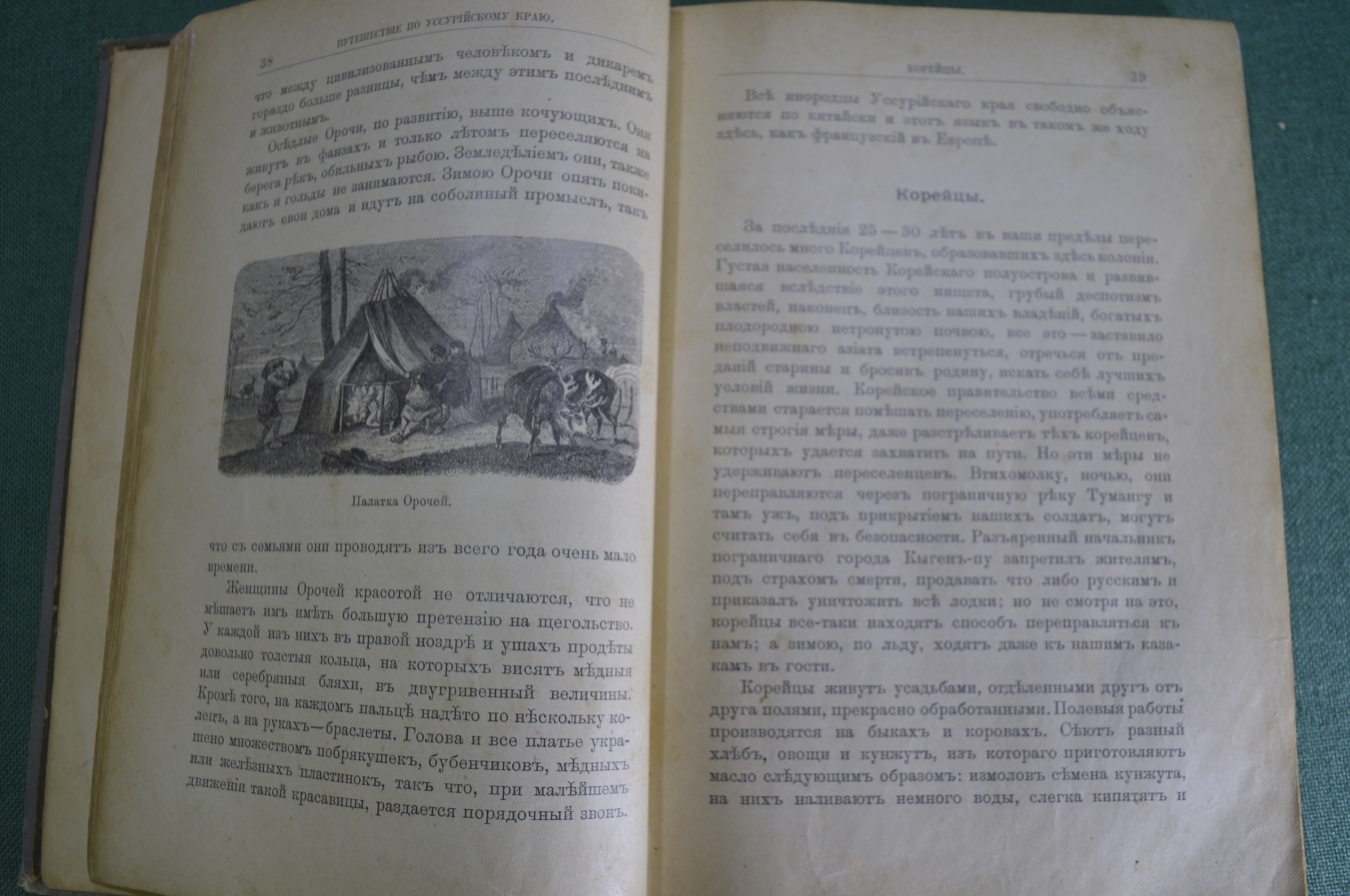 38
ПУТЕШЕСТВІЕ ПО УССУРІЙСКОМУ КРАЮ.
что между цивилизованнымъ человѣкомъ и дикаремъ
гораздо больше разницы, чѣмъ между этимъ послѣднимъ
и животнымъ.
Осѣдлые Орочи, по развитію, выше кочующихъ. Они
живутъ въ фанзахъ и только лѣтомъ переселяются на
берега рѣкъ, обильныхъ рыбою. Земледѣліемъ они, также
какъ и гольды не занимаются. Зимою Орочи опять поки-
даютъ свои дома и идутъ на соболиный промыслъ, такъ
Палатка Орочей.
что съ семьями они проводятъ изъ всего года очень мало
времени.
Женщины Орочей красотой не отличаются, что не
мѣшаетъ имъ имѣть большую претензію на щегольство.
У каждой изъ нихъ въ правой ноздрѣ и ушахъ продѣты
довольно толстыя кольца, на которыхъ висятъ мѣдныя
или серебряныя бляхи, въ двугривенный величины.
Кромѣ того, на каждомъ пальцѣ надѣто по нѣскольку ко-
лецъ, а на рукахъ—браслеты. Голова и все платье укра-
шено множествомъ побрякушекъ, бубенчиковъ, мѣдныхъ
или желѣзныхъ пластинокъ, такъ что, при малѣйшемъ
движеніи такой красавицы, раздается порядочный звонъ.
КОРЕЙЦЫ.
39
Всѣ инородцы Уссурійскаго края свободно объяс-
няются по китайски и этотъ языкъ въ такомъ же ходу
здѣсь, какъ французскій въ Европѣ.
Корейцы.
За послѣднія 25—30 лѣтъ въ наши предѣлы пере-
селилось много Корейцевъ, образовавшихъ здѣсь колоніи.
Густая населенность Корейскаго полуострова и развив-
шаяся вслѣдствіе этого нищета, грубый деспотизмъ
властей, наконецъ, близость нашихъ владѣній, богатыхъ
плодородною нетронутою почвою, все это—заставило
неподвижнаго азіата встрепенуться, отречься отъ пре-
даній старины и бросивъ родину, искать себѣ лучшихъ
условій жизни. Корейское правительство всѣми сред-
ствами старается помѣшать переселенію, употребляетъ са-
мыя строгія мѣры, даже разстрѣливаетъ тѣхъ корейцевъ,
которыхъ удается захватить на пути. Но эти мѣры не
удерживаютъ переселенцевъ. Втихомолку, ночью, они
переправляются черезъ пограничную рѣку Тумангу и
тамъ ужъ, подъ прикрытіемъ нашихъ солдатъ, могутъ
считать себя въ безопасности. Разъяренный начальникъ
пограничнаго города Кыгенъ-пу запретилъ жителямъ,
подъ страхомъ смерти, продавать что либо русскимъ и
приказалъ уничтожить всѣ лодки; но не смотря на это,
корейцы все-таки находятъ способъ переправляться къ
намъ; а зимою, по льду, ходятъ даже къ нашимъ каза-
камъ въ гости.
Корейцы живутъ усадьбами, отдѣленными другъ отъ
друга полями, прекрасно обработанными. Полевыя работы
производятся на быкахъ и коровахъ. Сѣютъ разный
хлѣбъ, овощи и кунжутъ, изъ котораго приготовляютъ
масло слѣдующимъ образомъ: измоловъ сѣмена кунжута,
на нихъ наливаютъ немного воды, слегка кипятятъ и